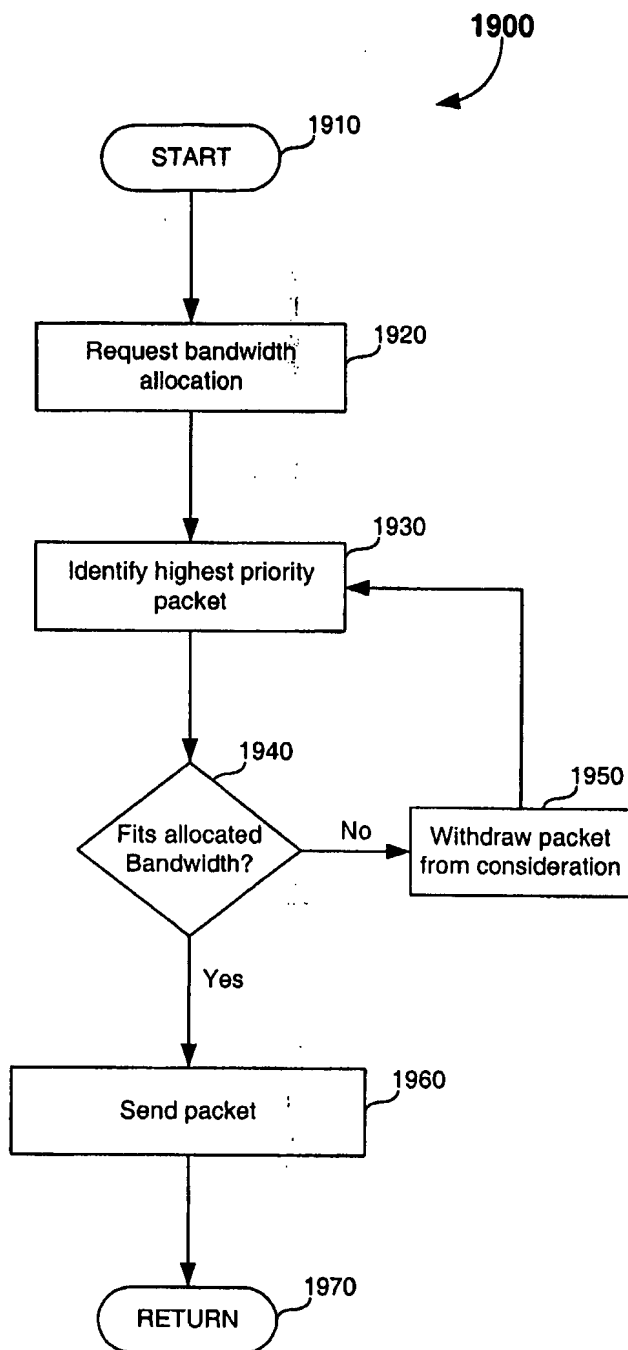 1900
1910
START
1920
Request bandwidth
allocation
1930
Identify highest priority
packet
1940
Fits allocated
Bandwidth?
No
1950
Withdraw packet
from consideration
Yes
1960
Send packet
1970
RETURN